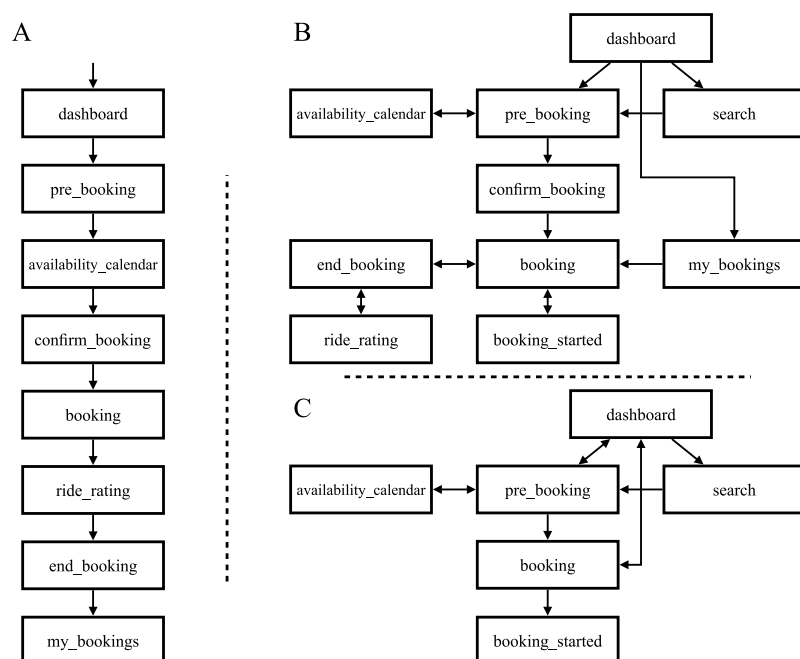 A
dashboard
pre_booking
availability_calendar
confirm_booking
booking
ride_rating
end_booking
my_bookings
B
dashboard
availability_calendar
pre_booking
search
confirm_booking
end_booking
booking
my_bookings
ride_rating
booking_started
C
dashboard
availability_calendar
pre_booking
search
booking
booking_started